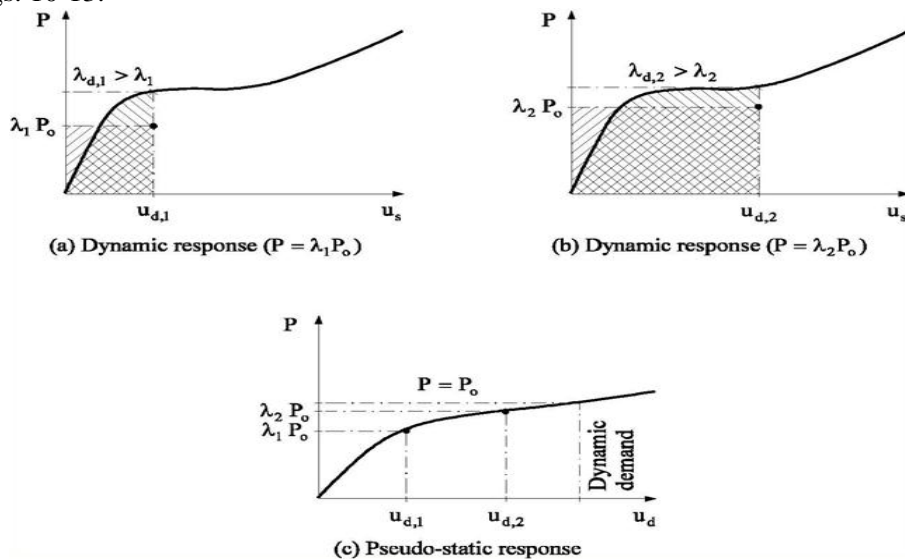 gs. 10-13.
P
λd,1 > λ1
λ1 Po
ud,1
us
(a) Dynamic response (P = λ1Po)
P
λd,2 > λ2
λ2 Po
ud,2
us
(b) Dynamic response (P = λ2Po)
P
P = Po
λ2 Po
λ1 Po
Dynamic
demand
ud,1
ud,2
ud
(c) Pseudo-static response